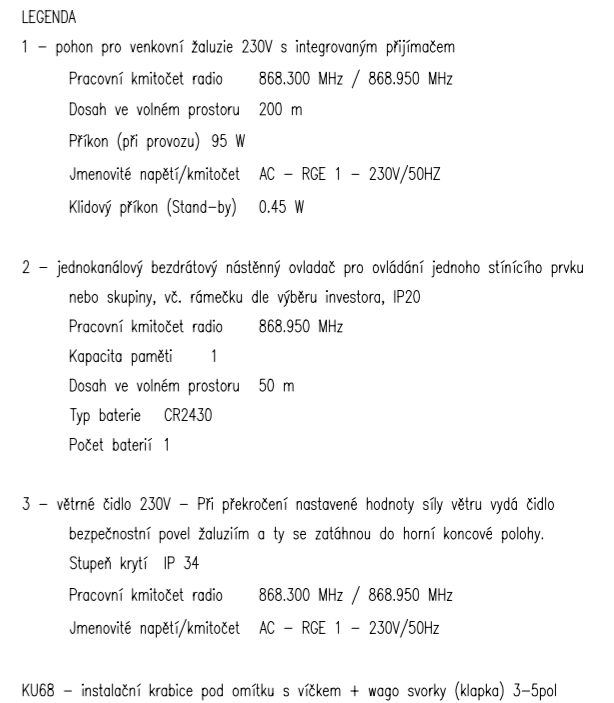 LEGENDA
1 – pohon pro venkovní žaluzie 230V s integrovaným přijímačem
Pracovní kmitočet radio 868.300 MHz / 868.950 MHz
Dosah ve volném prostoru 200 m
Příkon (při provozu) 95 W
Jmenovité napětí/kmitočet AC – RGE 1 – 230V/50HZ
Klidový příkon (Stand–by) 0.45 W
2 – jednokanálový bezdrátový nástěnný ovladač pro ovládání jednoho stínícího prvku
nebo skupiny, vč. rámečku dle výběru investora, IP20
Pracovní kmitočet radio 868.950 MHz
Kapacita paměti 1
Dosah ve volném prostoru 50 m
Typ baterie CR2430
Počet baterií 1
3 – větrné čidlo 230V – Při překročení nastavené hodnoty síly větru vydá čidlo
bezpečnostní povel žaluziím a ty se zatáhnou do horní koncové polohy.
Stupeň krytí IP 34
Pracovní kmitočet radio 868.300 MHz / 868.950 MHz
Jmenovité napětí/kmitočet AC – RGE 1 – 230V/50Hz
KU68 – instalační krabice pod omítku s víčkem + wago svorky (klapka) 3–5pol